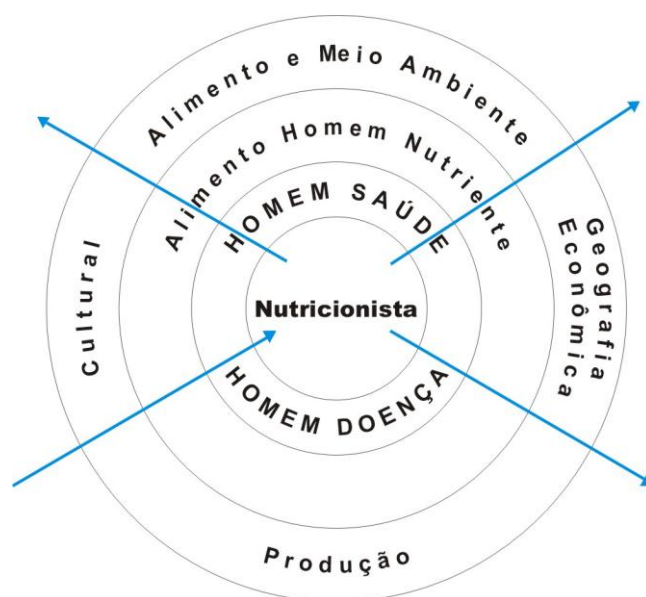 Alimento e Meio Ambiente
Alimento Homem Nutriente
HOMEM SAÚDE
Cultural
Geografia
Econômica
Nutricionista
HOMEM DOENÇA
Produção